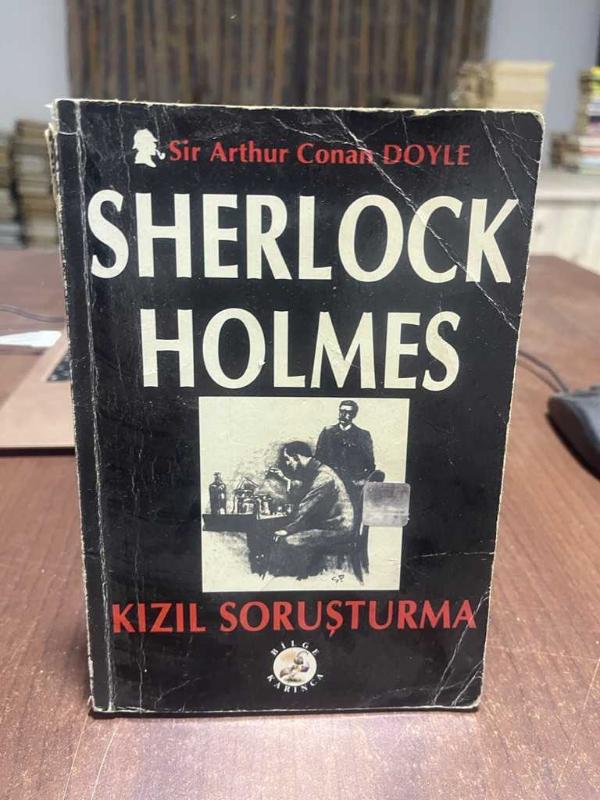 Sir Arthur Conan DOYLE
SHERLOCK
HOLMES
KIZIL SORUŞTURMA
BİLGE
KARINCA